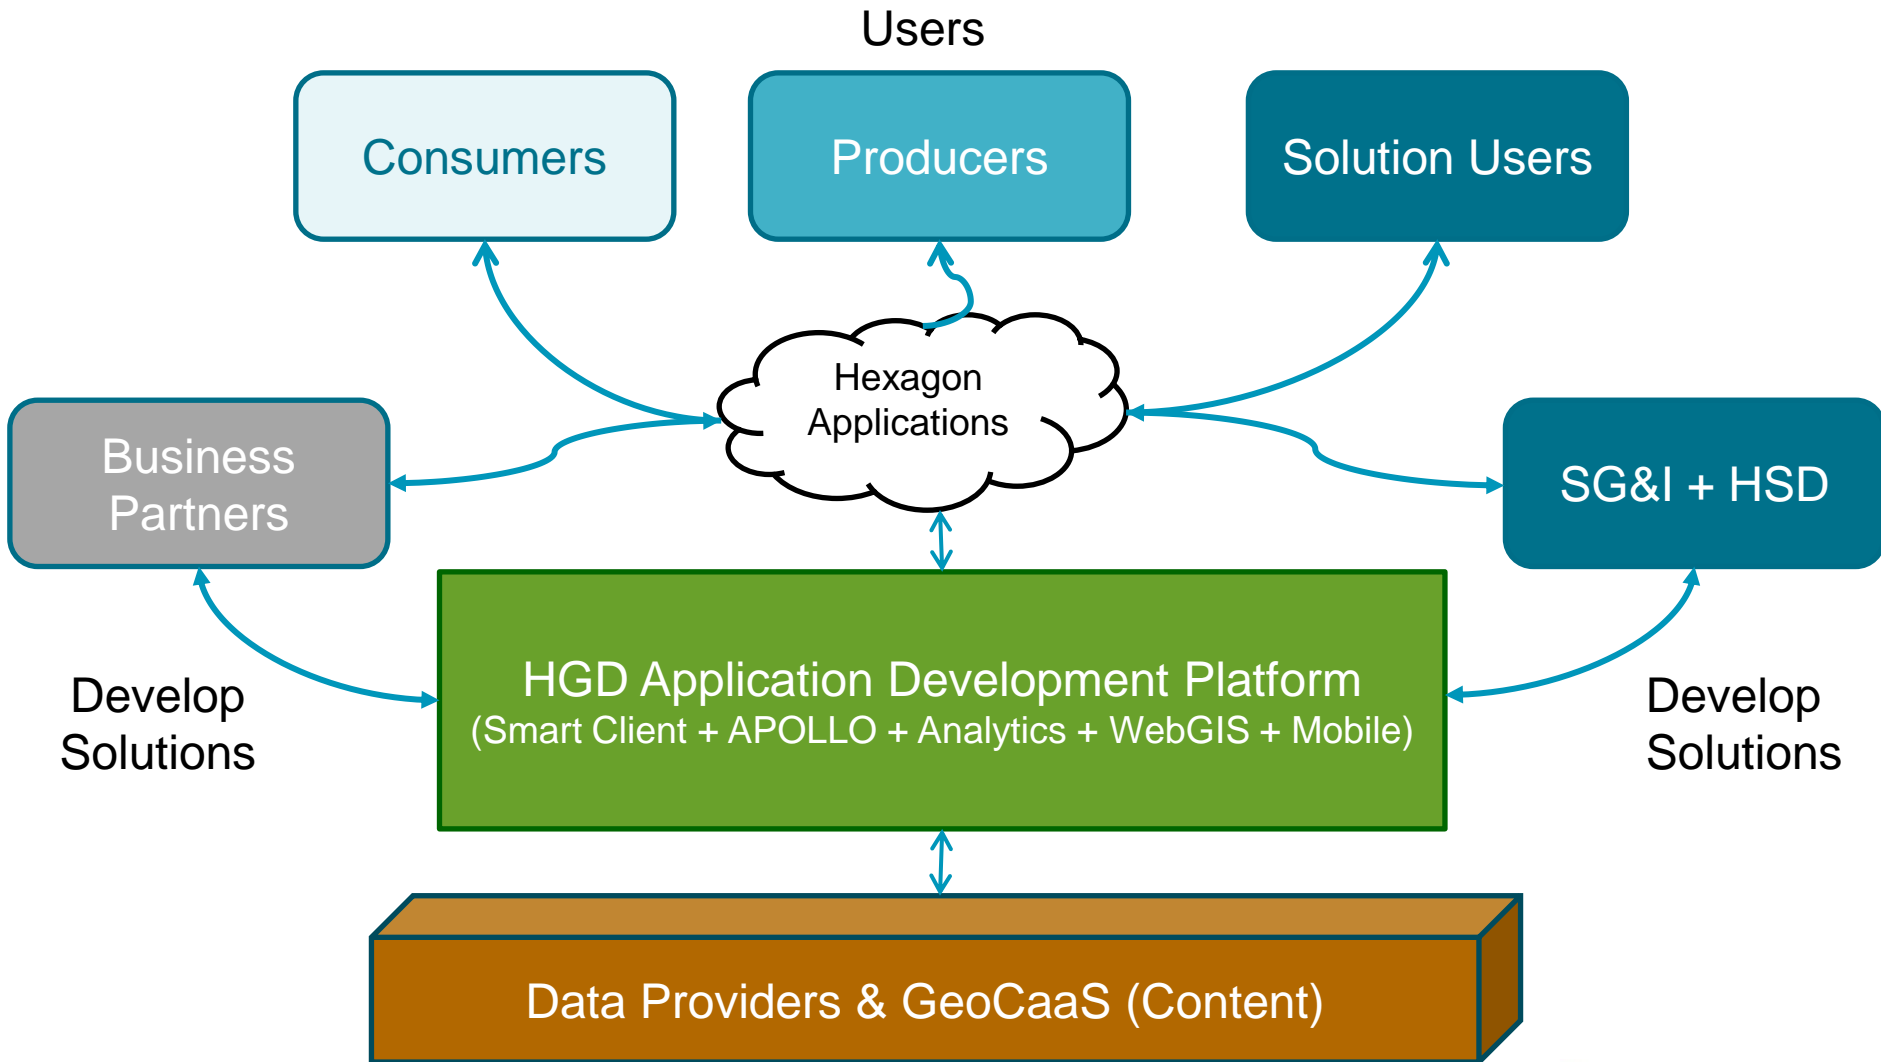 Users
Consumers
Producers
Solution Users
Hexagon
Applications
Business
Partners
SG&I + HSD
HGD Application Development Platform
(Smart Client + APOLLO + Analytics + WebGIS + Mobile)
Develop
Solutions
Develop
Solutions
Data Providers & GeoCaaS (Content)